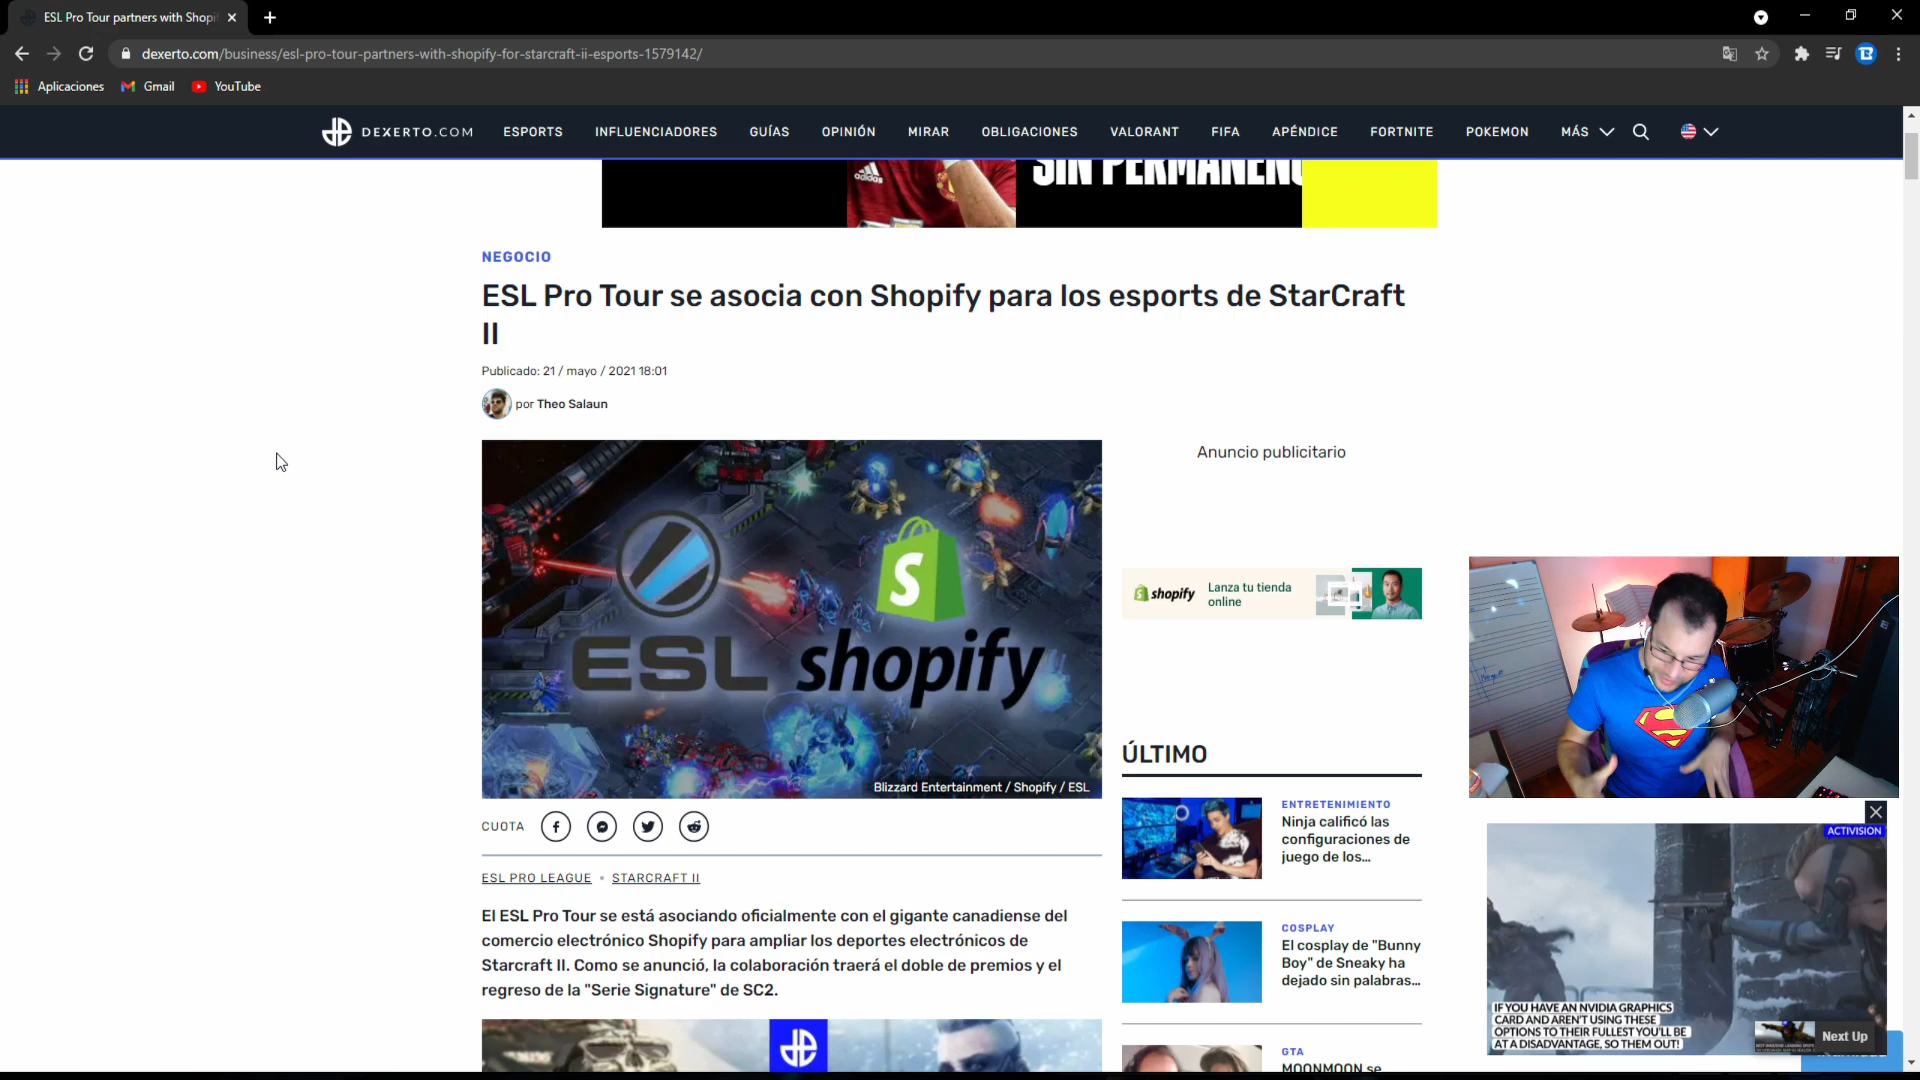 ESL Pro Tour partners with Shopif
dexerto.com/business/esl-pro-tour-partners-with-shopify-for-starcraft-ii-esports-1579142/
Aplicaciones
Gmail
YouTube
DEXERTO.COM
ESPORTS
INFLUENCIADORES
GUÍAS
OPINIÓN
MIRAR
OBLIGACIONES
VALORANT
FIFA
APÉNDICE
FORTNITE
POKEMON
MÁS
adidas
SIN PERMANENC
NEGOCIO
ESL Pro Tour se asocia con Shopify para los esports de StarCraft
II
Publicado: 21 / mayo / 2021 18:01
por Theo Salaun
ESL
shopify
Blizzard Entertainment / Shopify / ESL
CUOTA
ESL PRO LEAGUE • STARCRAFT II
El ESL Pro Tour se está asociando oficialmente con el gigante canadiense del
comercio electrónico Shopify para ampliar los deportes electrónicos de
Starcraft II. Como se anunció, la colaboración traerá el doble de premios y el
regreso de la "Serie Signature" de SC2.
Anuncio publicitario
shopify
Lanza tu tienda
online
ÚLTIMO
ENTRETENIMIENTO
Ninja calificó las
configuraciones de
juego de los...
COSPLAY
El cosplay de "Bunny
Boy" de Sneaky ha
dejado sin palabras...
GTA
MOONMOON se
ACTIVISION
IF YOU HAVE AN NVIDIA GRAPHICS
CARD AND AREN'T USING THESE
OPTIONS TO THEIR FULLEST YOU'LL BE
AT A DISADVANTAGE, SO THEM OUT!
Next Up